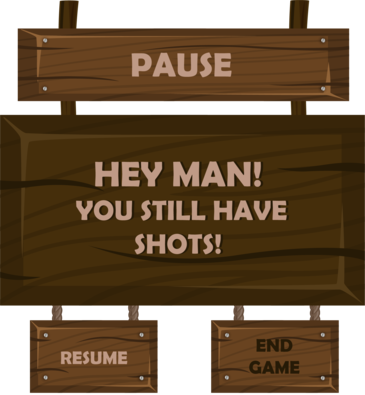 PAUSE
HEY MAN!
YOU STILL HAVE
SHOTS!
RESUME
END
GAME